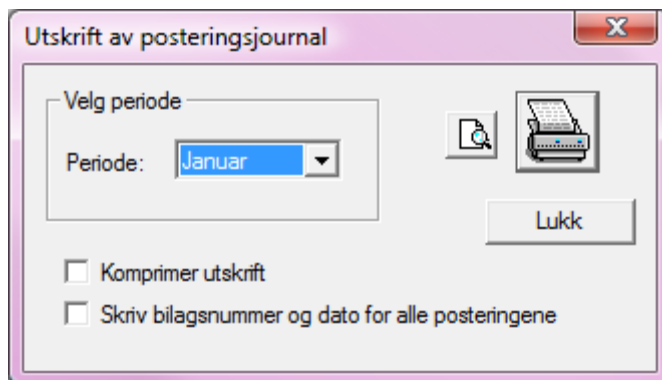 Utskrift av posteringsjournal
Velg periode
Periode: Januar
Lukk
Komprimer utskrift
Skriv bilagsnummer og dato for alle posteringene